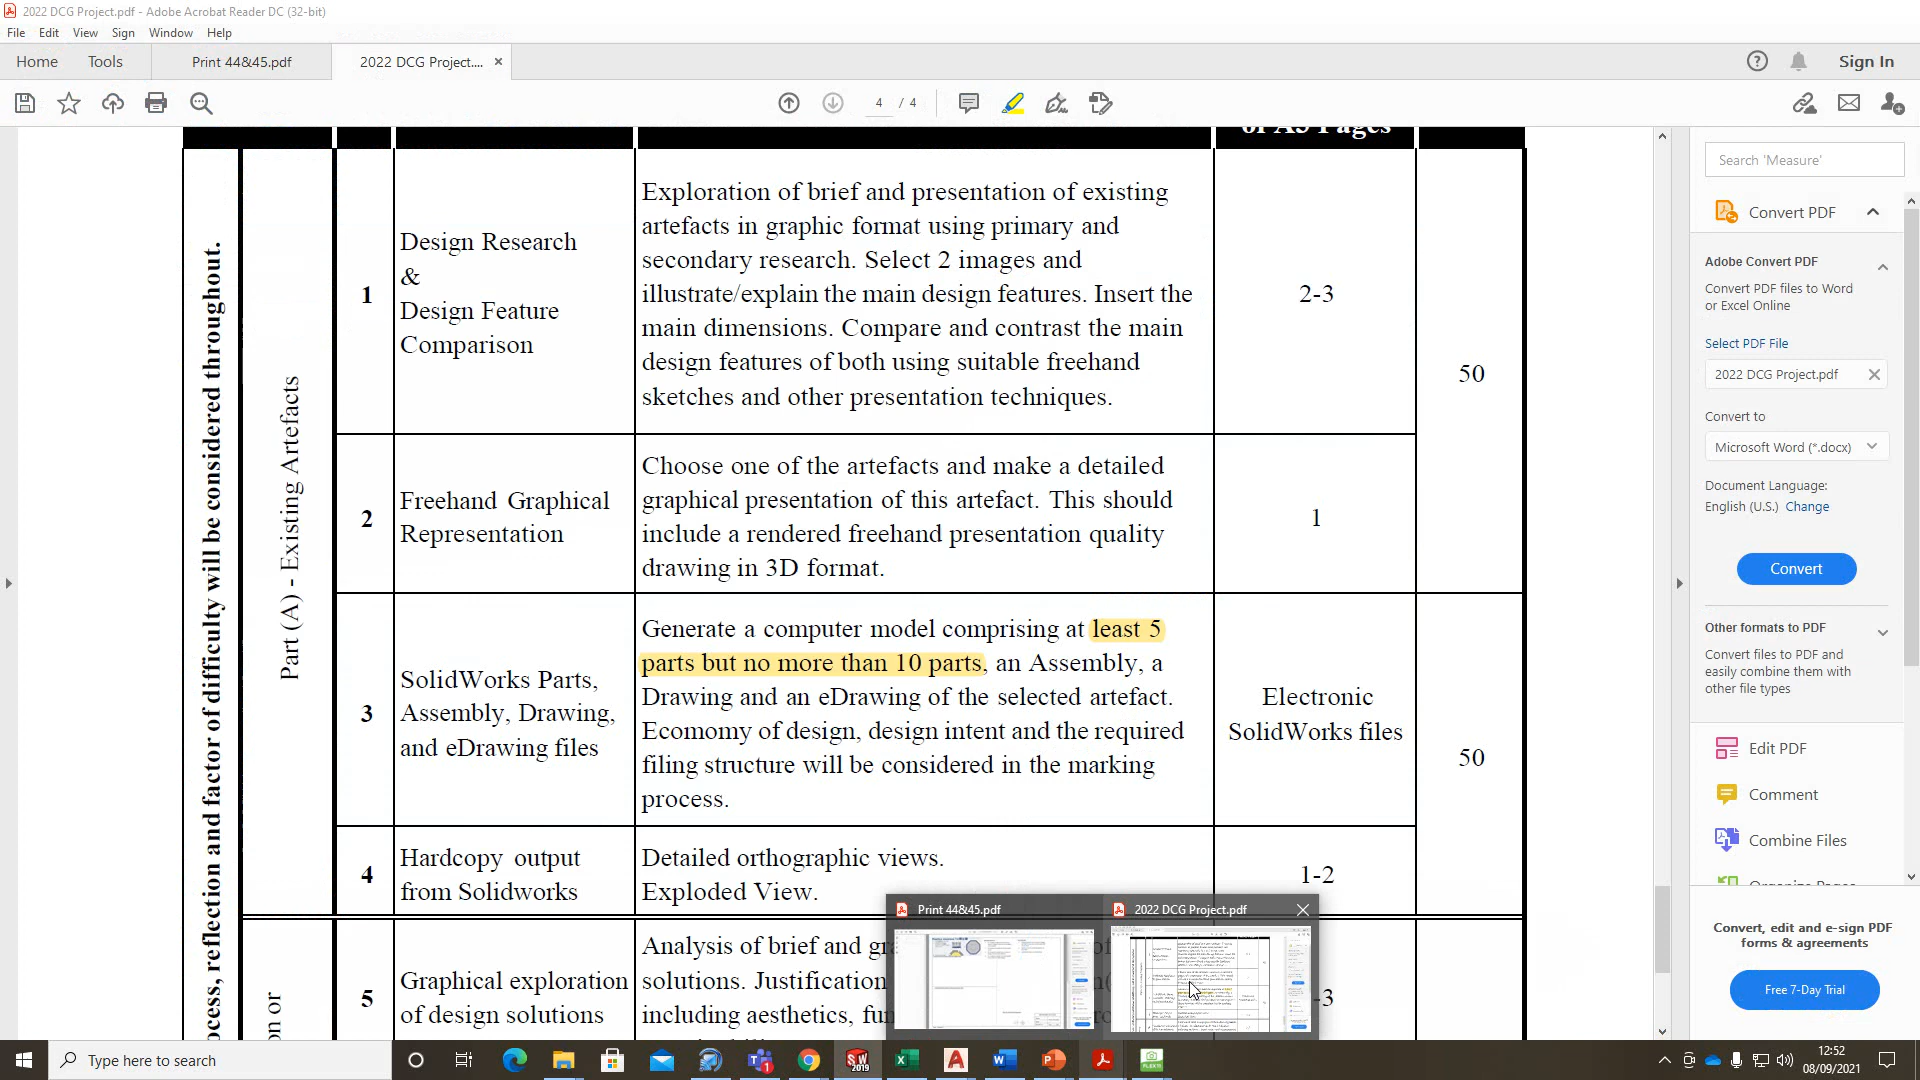 2022 DCG Project.pdf - Adobe Acrobat Reader DC (32-bit)
File Edit View Sign Window Help
Home Tools Print 44&45.pdf 2022 DCG Project.... × Sign In
4 / 4
of A3 Pages
Search 'Measure'
Convert PDF
Adobe Convert PDF
Convert PDF files to Word
or Excel Online
Select PDF File
2022 DCG Project.pdf
Convert to
Microsoft Word (*.docx)
Document Language:
English (U.S.) Change
Convert
Other formats to PDF
Convert files to PDF and
easily combine them with
other file types
Edit PDF
Comment
Combine Files
Organize Pages
Convert, edit and e-sign PDF
forms & agreements
Free 7-Day Trial
ocess, reflection and factor of difficulty will be considered throughout.
Part (A) - Existing Artefacts
1
Design Research
&
Design Feature
Comparison
Exploration of brief and presentation of existing
artefacts in graphic format using primary and
secondary research. Select 2 images and
illustrate/explain the main design features. Insert the
main dimensions. Compare and contrast the main
design features of both using suitable freehand
sketches and other presentation techniques.
2-3
50
2
Freehand Graphical
Representation
Choose one of the artefacts and make a detailed
graphical presentation of this artefact. This should
include a rendered freehand presentation quality
drawing in 3D format.
1
3
SolidWorks Parts,
Assembly, Drawing,
and eDrawing files
Generate a computer model comprising at least 5
parts but no more than 10 parts, an Assembly, a
Drawing and an eDrawing of the selected artefact.
Ecomomy of design, design intent and the required
filing structure will be considered in the marking
process.
Electronic
SolidWorks files
50
4
Hardcopy output
from Solidworks
Detailed orthographic views.
Exploded View.
1-2
on or
5
Graphical exploration
of design solutions
Analysis of brief and gra
solutions. Justification
including aesthetics, fun
-3
Print 44&45.pdf
2022 DCG Project.pdf
Type here to search
SW
2019
12:52
08/09/2021